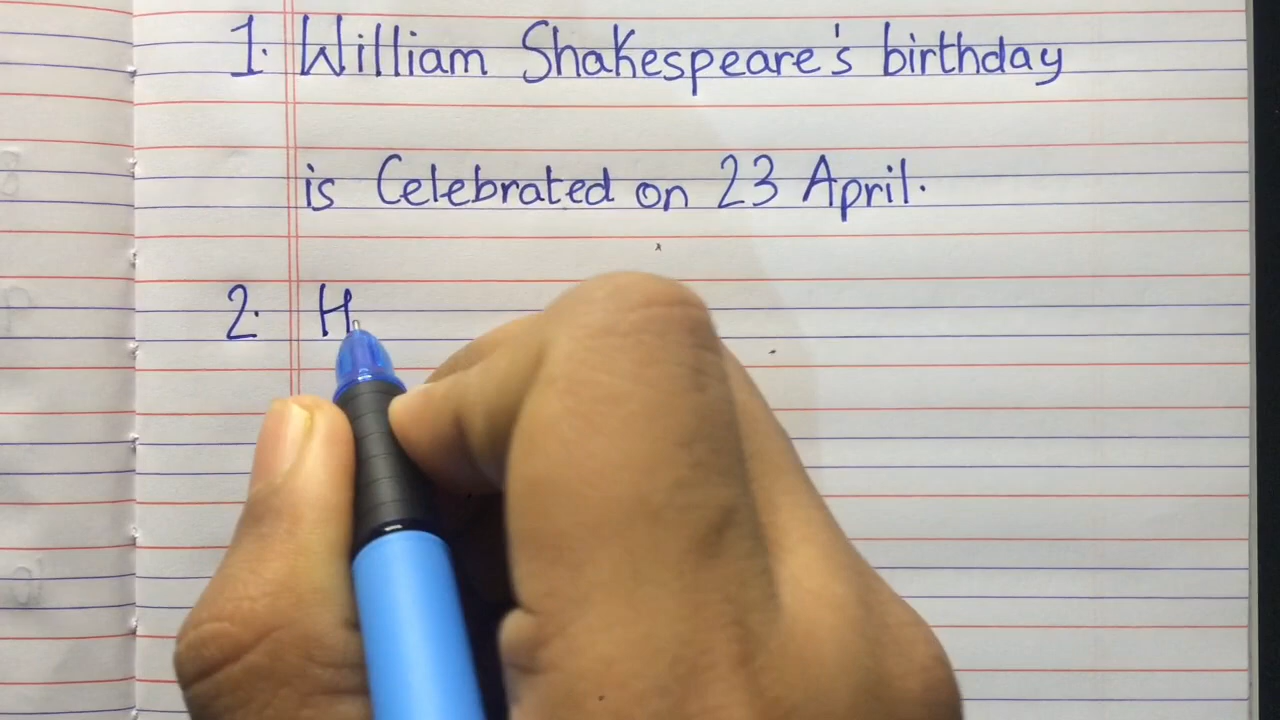 1. William Shakespeare's birthday
is Celebrated on 23 April.
2. H